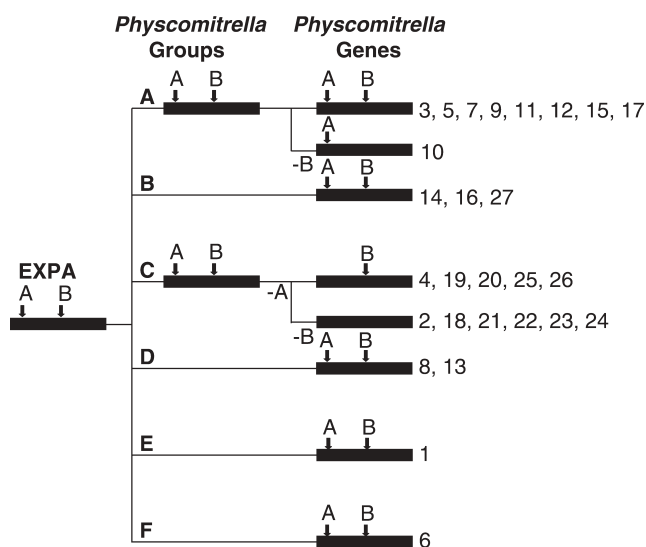 Physcomitrella Physcomitrella
Groups Genes
A B A B
A 3, 5, 7, 9, 11, 12, 15, 17
A
-B 10
A B
B 14, 16, 27
A B B
C 4, 19, 20, 25, 26
-A
EXPA
A B
-B 2, 18, 21, 22, 23, 24
A B
D 8, 13
A B
E 1
A B
F 6